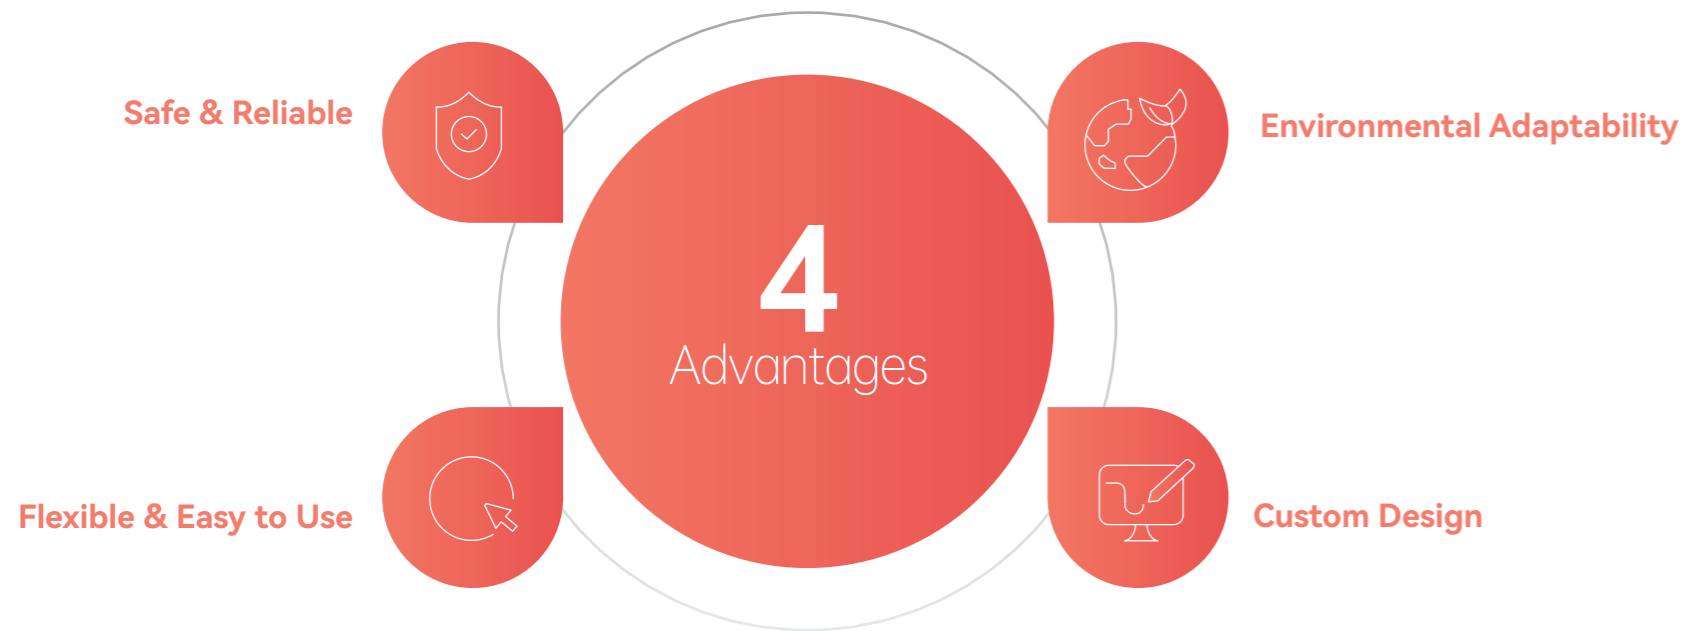 Safe & Reliable
Environmental Adaptability
4
Advantages
Flexible & Easy to Use
Custom Design